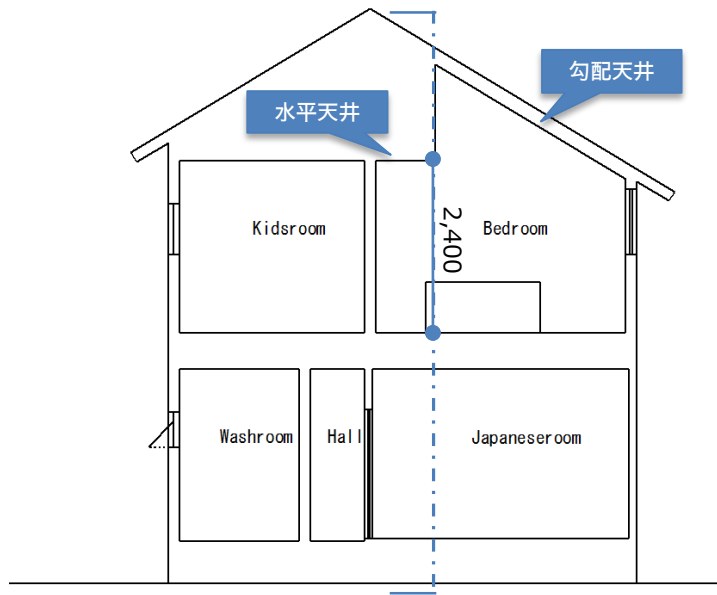 勾配天井
水平天井
2,400
Kidsroom
Bedroom
Washroom
Hall
Japaneseroom